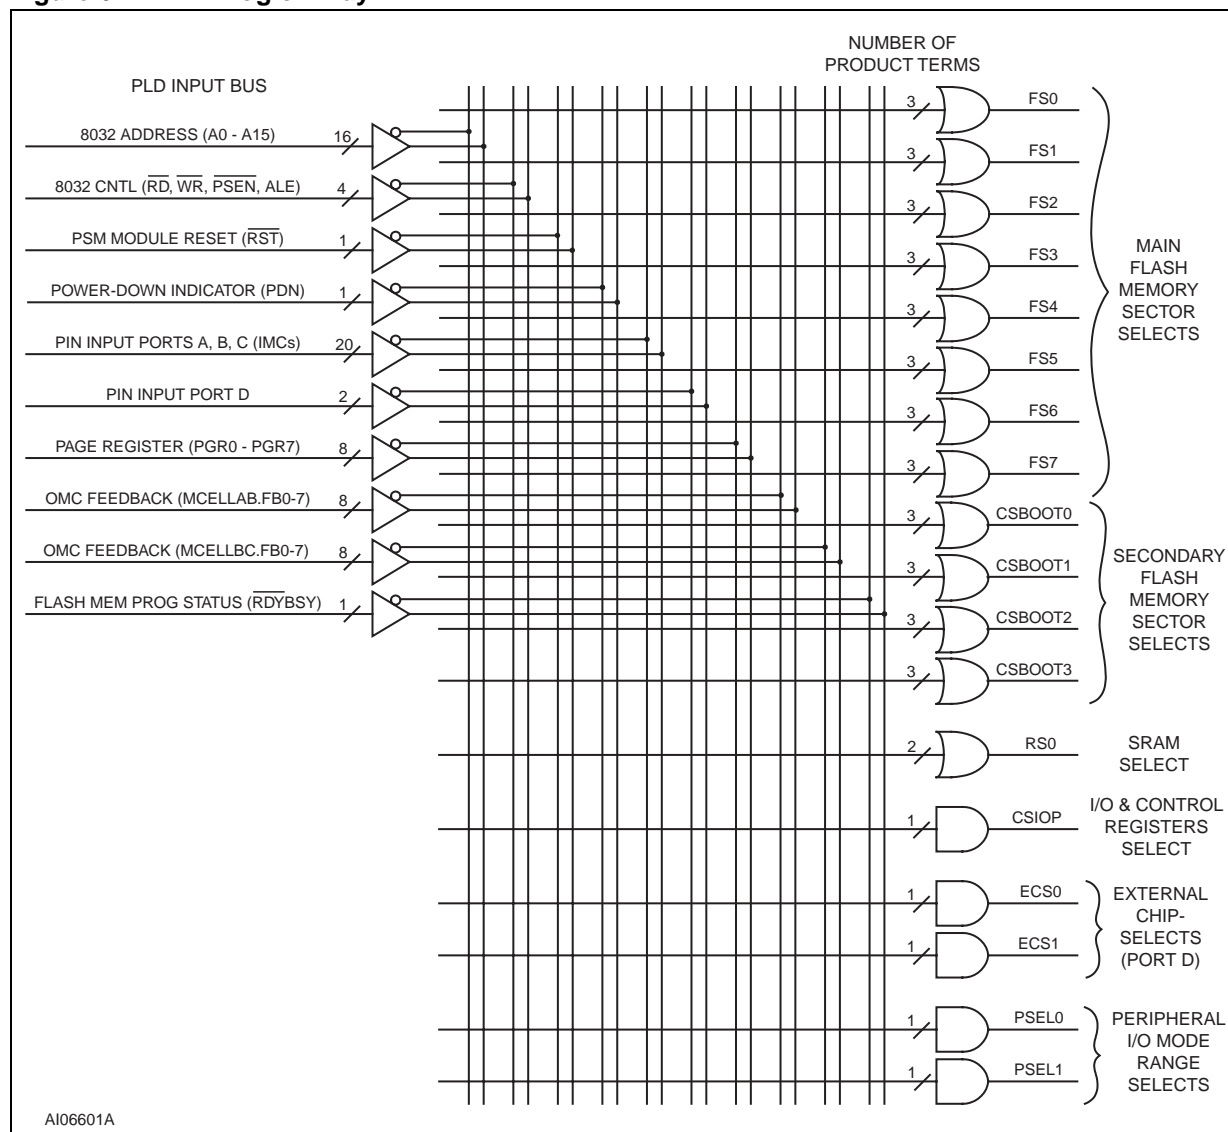 NUMBER OF
PRODUCT TERMS
PLD INPUT BUS
8032 ADDRESS (A0 - A15)
16
8032 CNTL (RD, WR, PSEN, ALE)
4
PSM MODULE RESET (RST)
1
POWER-DOWN INDICATOR (PDN)
1
PIN INPUT PORTS A, B, C (IMCs)
20
PIN INPUT PORT D
2
PAGE REGISTER (PGR0 - PGR7)
8
OMC FEEDBACK (MCELLAB.FB0-7)
8
OMC FEEDBACK (MCELLBC.FB0-7)
8
FLASH MEM PROG STATUS (RDYBSY)
1
3
FS0
3
FS1
3
FS2
3
FS3
3
FS4
3
FS5
3
FS6
3
FS7
MAIN
FLASH
MEMORY
SECTOR
SELECTS
3
CSBOOT0
3
CSBOOT1
3
CSBOOT2
3
CSBOOT3
SECONDARY
FLASH
MEMORY
SECTOR
SELECTS
2
RS0
SRAM
SELECT
1
CSIOP
I/O & CONTROL
REGISTERS
SELECT
1
ECS0
1
ECS1
EXTERNAL
CHIP-
SELECTS
(PORT D)
1
PSEL0
1
PSEL1
PERIPHERAL
I/O MODE
RANGE
SELECTS
AI06601A